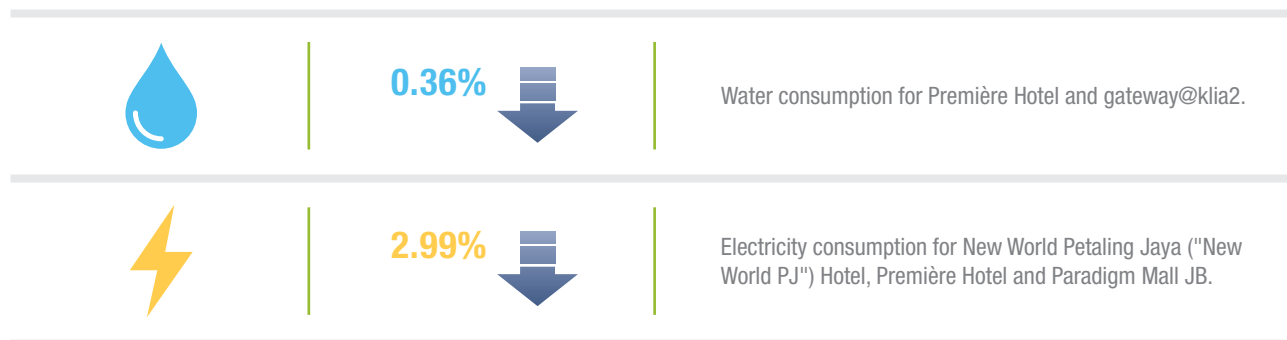 0.36%
Water consumption for Première Hotel and gateway@klia2.
2.99%
Electricity consumption for New World Petaling Jaya ("New
World PJ") Hotel, Première Hotel and Paradigm Mall JB.